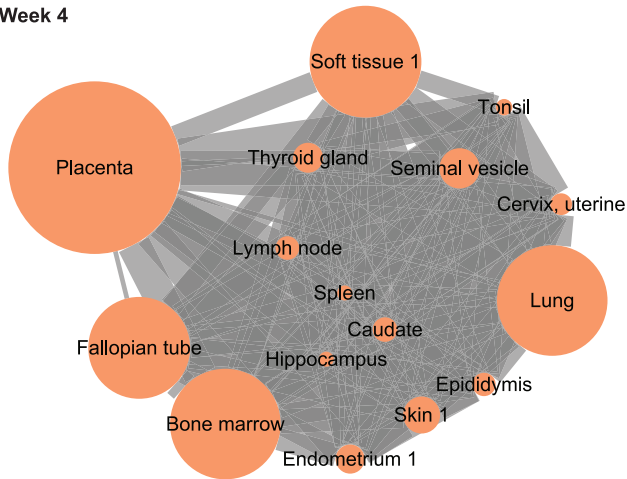 Week 4
Soft tissue 1
Tonsil
Placenta
Thyroid gland
Seminal vesicle
Cervix, uterine
Lymph node
Spleen
Lung
Caudate
Fallopian tube
Hippocampus
Epididymis
Skin 1
Bone marrow
Endometrium 1